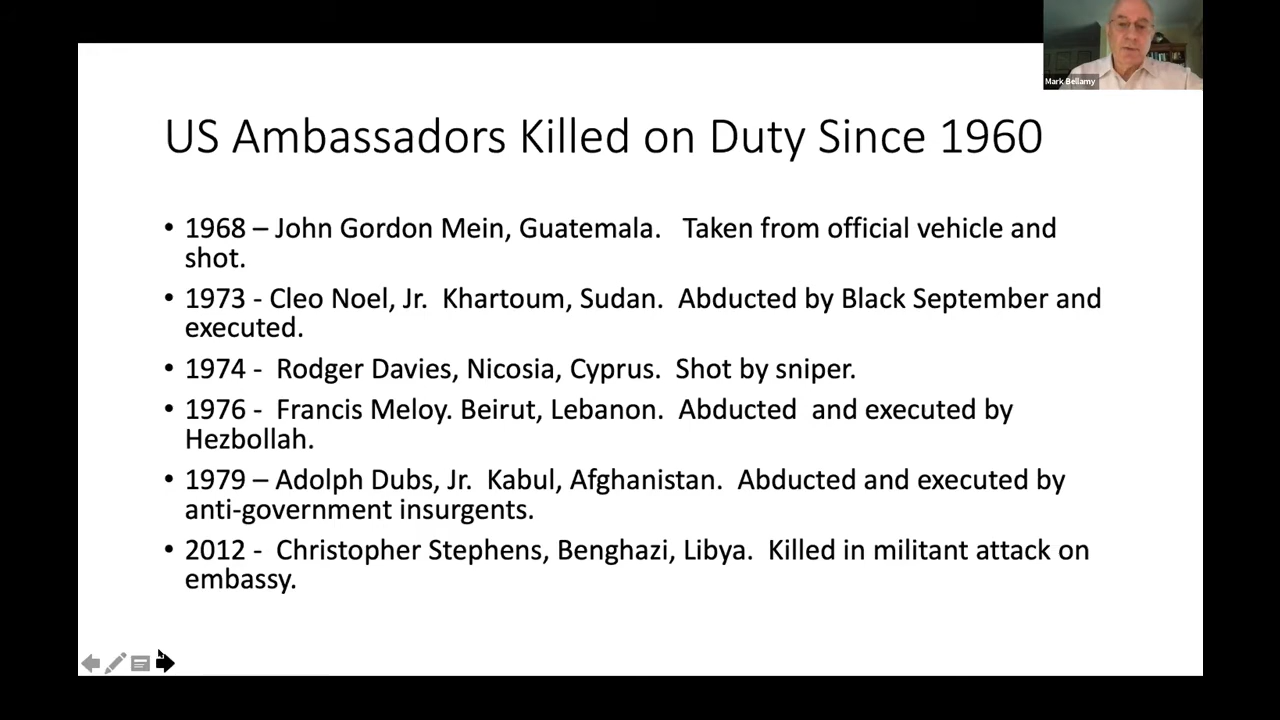 Mark Bellamy
US Ambassadors Killed on Duty Since 1960
• 1968 – John Gordon Mein, Guatemala.   Taken from official vehicle and
shot.
• 1973 - Cleo Noel, Jr.  Khartoum, Sudan.  Abducted by Black September and
executed.
• 1974 -  Rodger Davies, Nicosia, Cyprus.  Shot by sniper.
• 1976 -  Francis Meloy. Beirut, Lebanon.  Abducted  and executed by
Hezbollah.
• 1979 – Adolph Dubs, Jr.  Kabul, Afghanistan.  Abducted and executed by
anti-government insurgents.
• 2012 -  Christopher Stephens, Benghazi, Libya.  Killed in militant attack on
embassy.